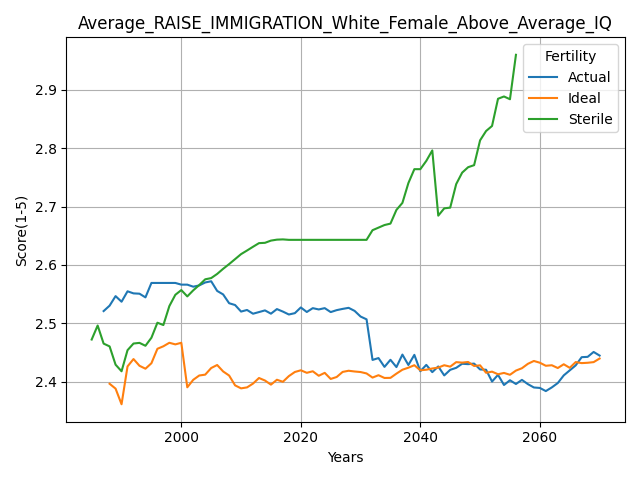 Average_RAISE_IMMIGRATION_White_Female_Above_Average_IQ
Fertility
Actual
Ideal
Sterile
Score(1-5)
2.9
2.8
2.7
2.6
2.5
2.4
2000
2020
2040
2060
Years